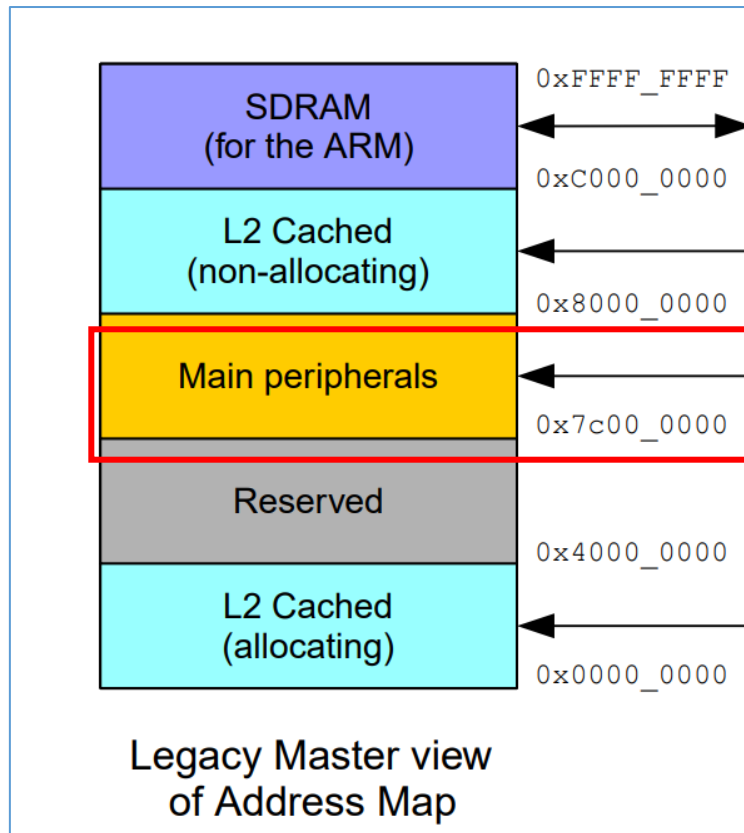 0xFFFF_FFFF
SDRAM
(for the ARM)
0xC000_0000
L2 Cached
(non-allocating)
0x8000_0000
Main peripherals
0x7c00_0000
Reserved
0x4000_0000
L2 Cached
(allocating)
0x0000_0000
Legacy Master view
of Address Map